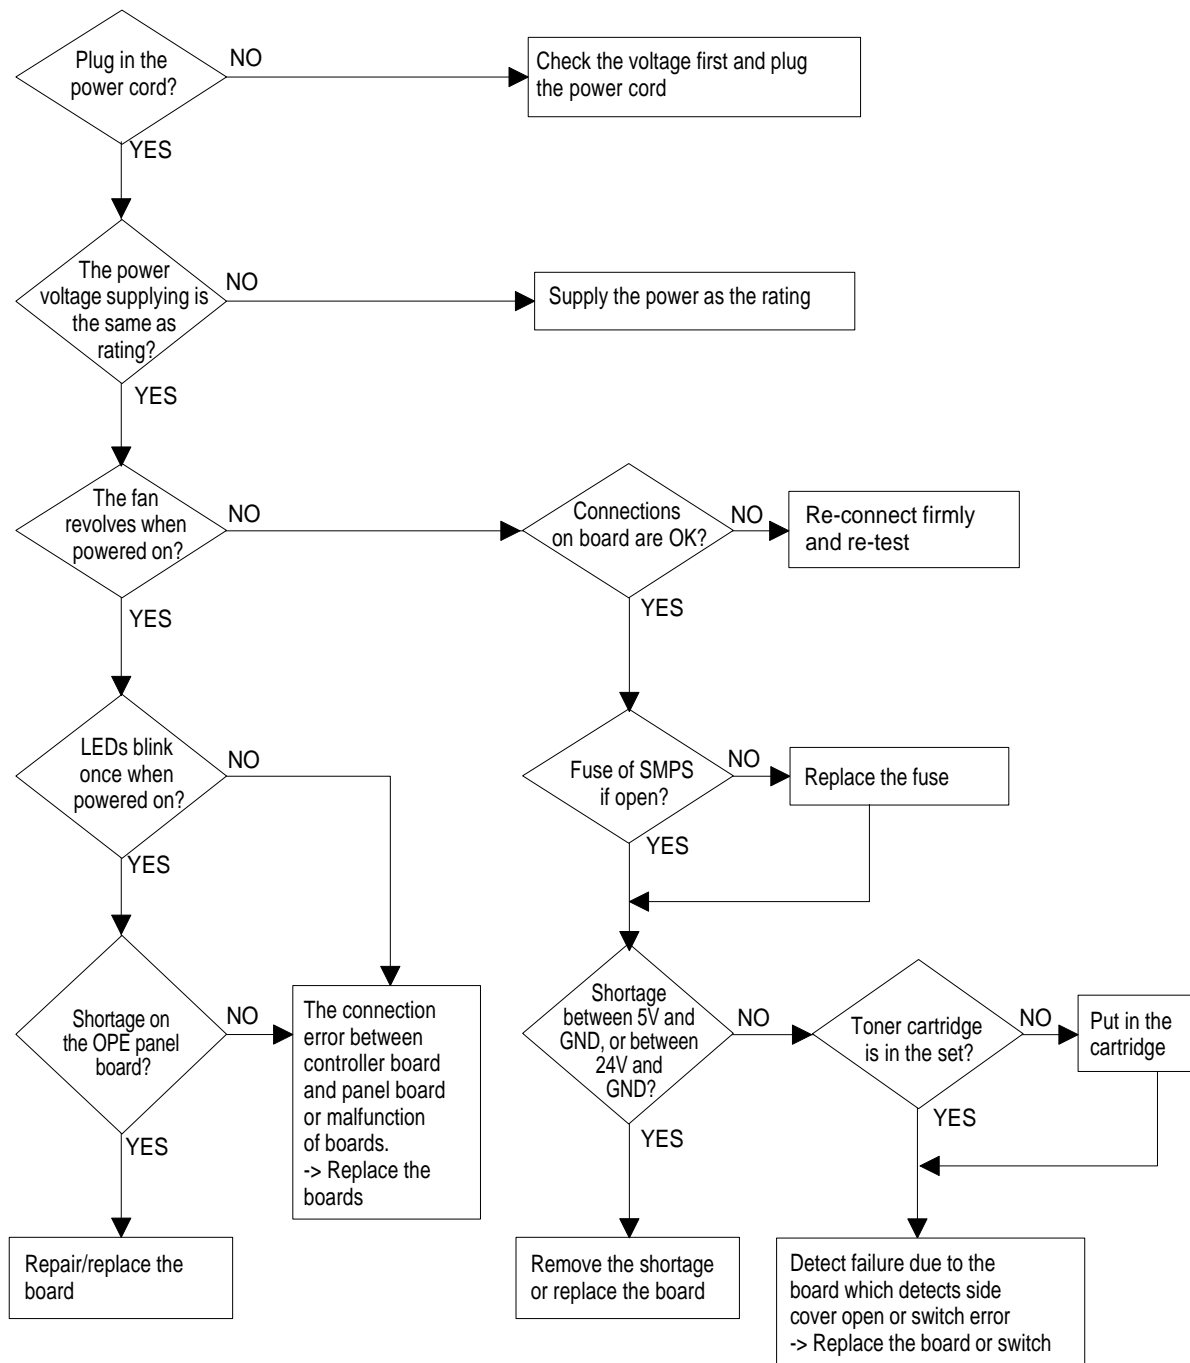 Plug in the
power cord?
NO
Check the voltage first and plug
the power cord
YES
The power
voltage supplying is
the same as
rating?
NO
Supply the power as the rating
YES
The fan
revolves when
powered on?
NO
Connections
on board are OK?
NO
Re-connect firmly
and re-test
YES
YES
LEDs blink
once when
powered on?
NO
Fuse of SMPS
if open?
NO
Replace the fuse
YES
YES
Shortage on
the OPE panel
board?
NO
The connection
error between
controller board
and panel board
or malfunction
of boards.
-> Replace the
boards
Shortage
between 5V and
GND, or between
24V and
GND?
NO
Toner cartridge
is in the set?
NO
Put in the
cartridge
YES
YES
YES
Repair/replace the
board
Remove the shortage
or replace the board
Detect failure due to the
board which detects side
cover open or switch error
-> Replace the board or switch